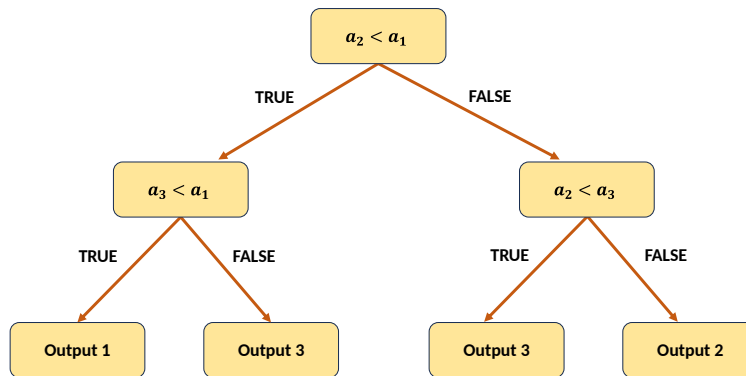 a₂ < a₁
TRUE
FALSE
a₃ < a₁
a₂ < a₃
TRUE
FALSE
TRUE
FALSE
Output 1
Output 3
Output 3
Output 2